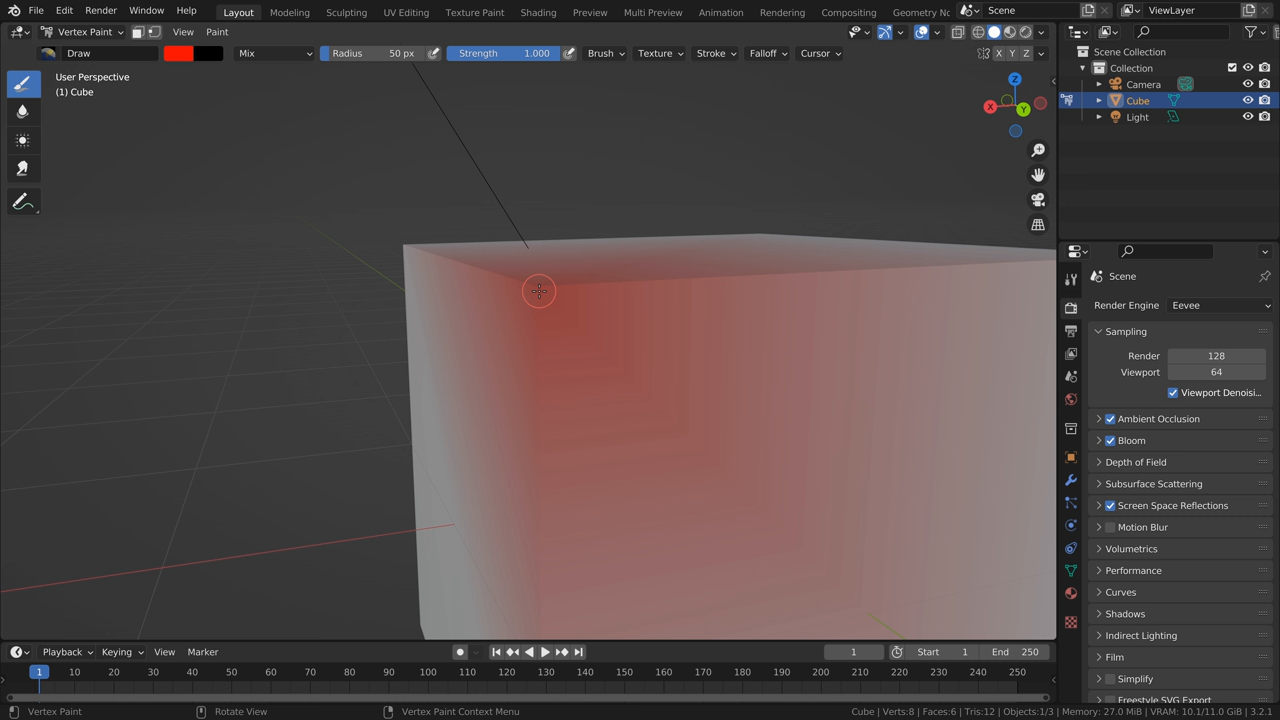 File Edit Render Window Help Layout Modeling Sculpting UV Editing Texture Paint Shading Preview Multi Preview Animation Rendering Compositing Geometry No Scene ViewLayer
Vertex Paint View Paint
Draw Mix Radius 50 px Strength 1.000 Brush Texture Stroke Falloff Cursor X Y Z
User Perspective
(1) Cube
Z
X
Y
Scene Collection
Collection
Camera
Cube
Light
Scene
Render Engine Eevee
Sampling
Render 128
Viewport 64
Viewport Denoisi...
Ambient Occlusion
Bloom
Depth of Field
Subsurface Scattering
Screen Space Reflections
Motion Blur
Volumetrics
Performance
Curves
Shadows
Indirect Lighting
Film
Simplify
Freestyle SVG Export
Playback Keying View Marker 1 Start 1 End 250
1 10 20 30 40 50 60 70 80 90 100 110 120 130 140 150 160 170 180 190 200 210 220 230 240 250
Vertex Paint Rotate View Vertex Paint Context Menu Cube | Verts:8 | Faces:6 | Tris:12 | Objects:1/3 | Memory: 27.0 MiB | VRAM: 10.1/11.0 GiB | 3.2.1